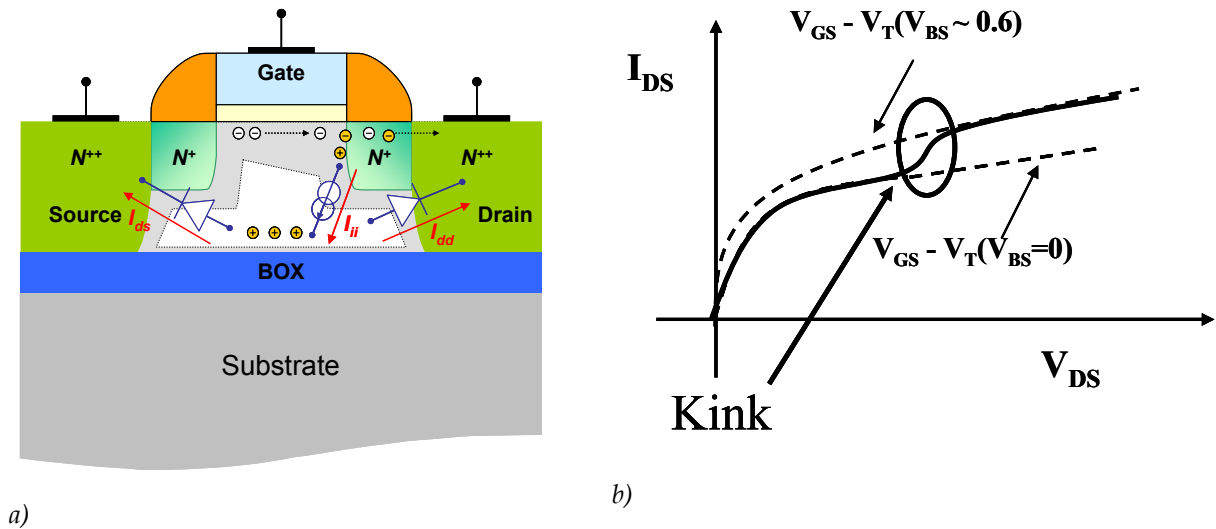 Gate
N++
N+
N+
N++
Source
Ids
Iii
Idd
Drain
BOX
Substrate
a)
VGS - VT(VBS ~ 0.6)
IDS
VGS - VT(VBS=0)
VDS
Kink
b)